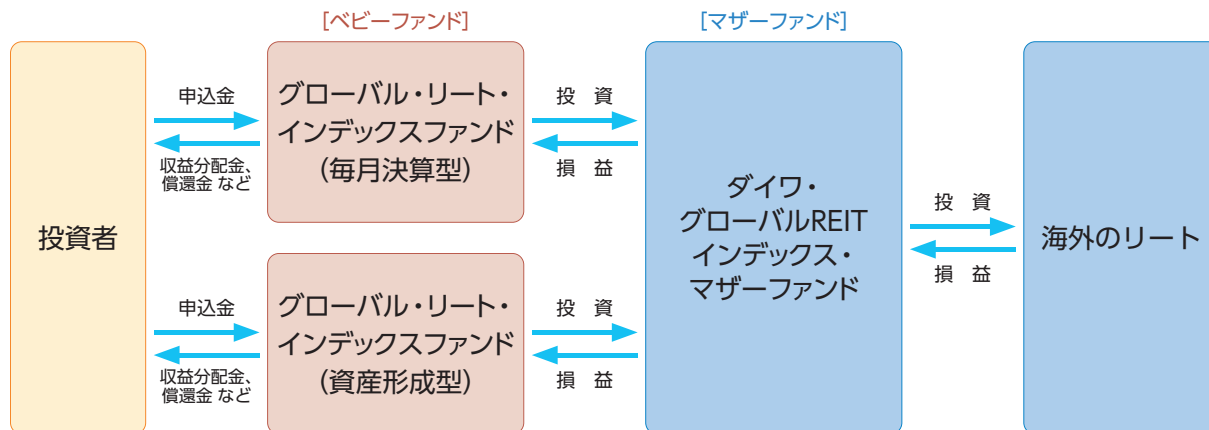 [ベビーファンド]
[マザーファンド]
投資者
申込金
収益分配金、
償還金 など
グローバル・リート・
インデックスファンド
(毎月決算型)
投　資
損　益
申込金
収益分配金、
償還金 など
グローバル・リート・
インデックスファンド
(資産形成型)
投　資
損　益
ダイワ・
グローバルREIT
インデックス・
マザーファンド
投　資
損　益
海外のリート